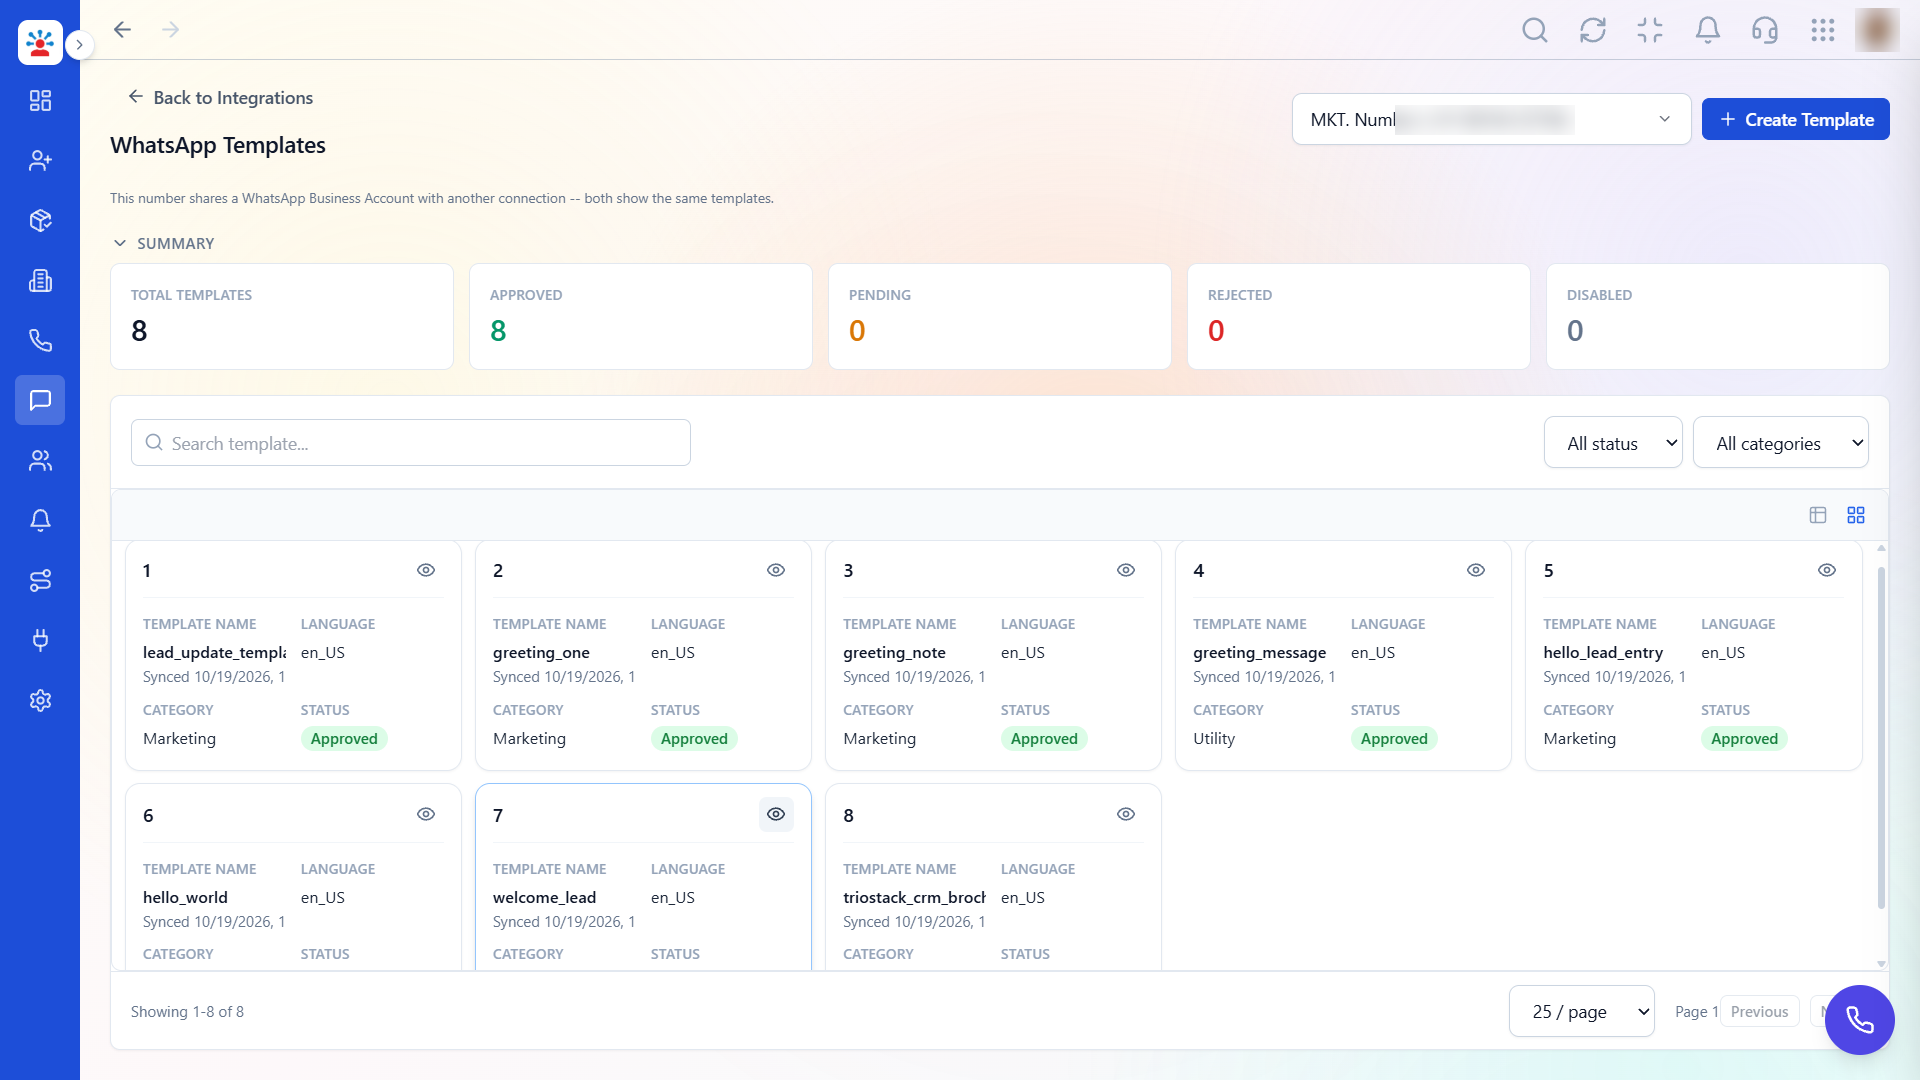 Back to Integrations
MKT. Num
Create Template
WhatsApp Templates
This number shares a WhatsApp Business Account with another connection -- both show the same templates.
SUMMARY
TOTAL TEMPLATES
8
APPROVED
8
PENDING
0
REJECTED
0
DISABLED
0
Search template...
All status
All categories
1
TEMPLATE NAME LANGUAGE
lead_update_templa en_US
Synced 10/19/2026, 1
CATEGORY STATUS
Marketing Approved
2
TEMPLATE NAME LANGUAGE
greeting_one en_US
Synced 10/19/2026, 1
CATEGORY STATUS
Marketing Approved
3
TEMPLATE NAME LANGUAGE
greeting_note en_US
Synced 10/19/2026, 1
CATEGORY STATUS
Marketing Approved
4
TEMPLATE NAME LANGUAGE
greeting_message en_US
Synced 10/19/2026, 1
CATEGORY STATUS
Utility Approved
5
TEMPLATE NAME LANGUAGE
hello_lead_entry en_US
Synced 10/19/2026, 1
CATEGORY STATUS
Marketing Approved
6
TEMPLATE NAME LANGUAGE
hello_world en_US
Synced 10/19/2026, 1
CATEGORY STATUS
7
TEMPLATE NAME LANGUAGE
welcome_lead en_US
Synced 10/19/2026, 1
CATEGORY STATUS
8
TEMPLATE NAME LANGUAGE
triostack_crm_broch en_US
Synced 10/19/2026, 1
CATEGORY STATUS
Showing 1-8 of 8
25 / page
Page 1
Previous